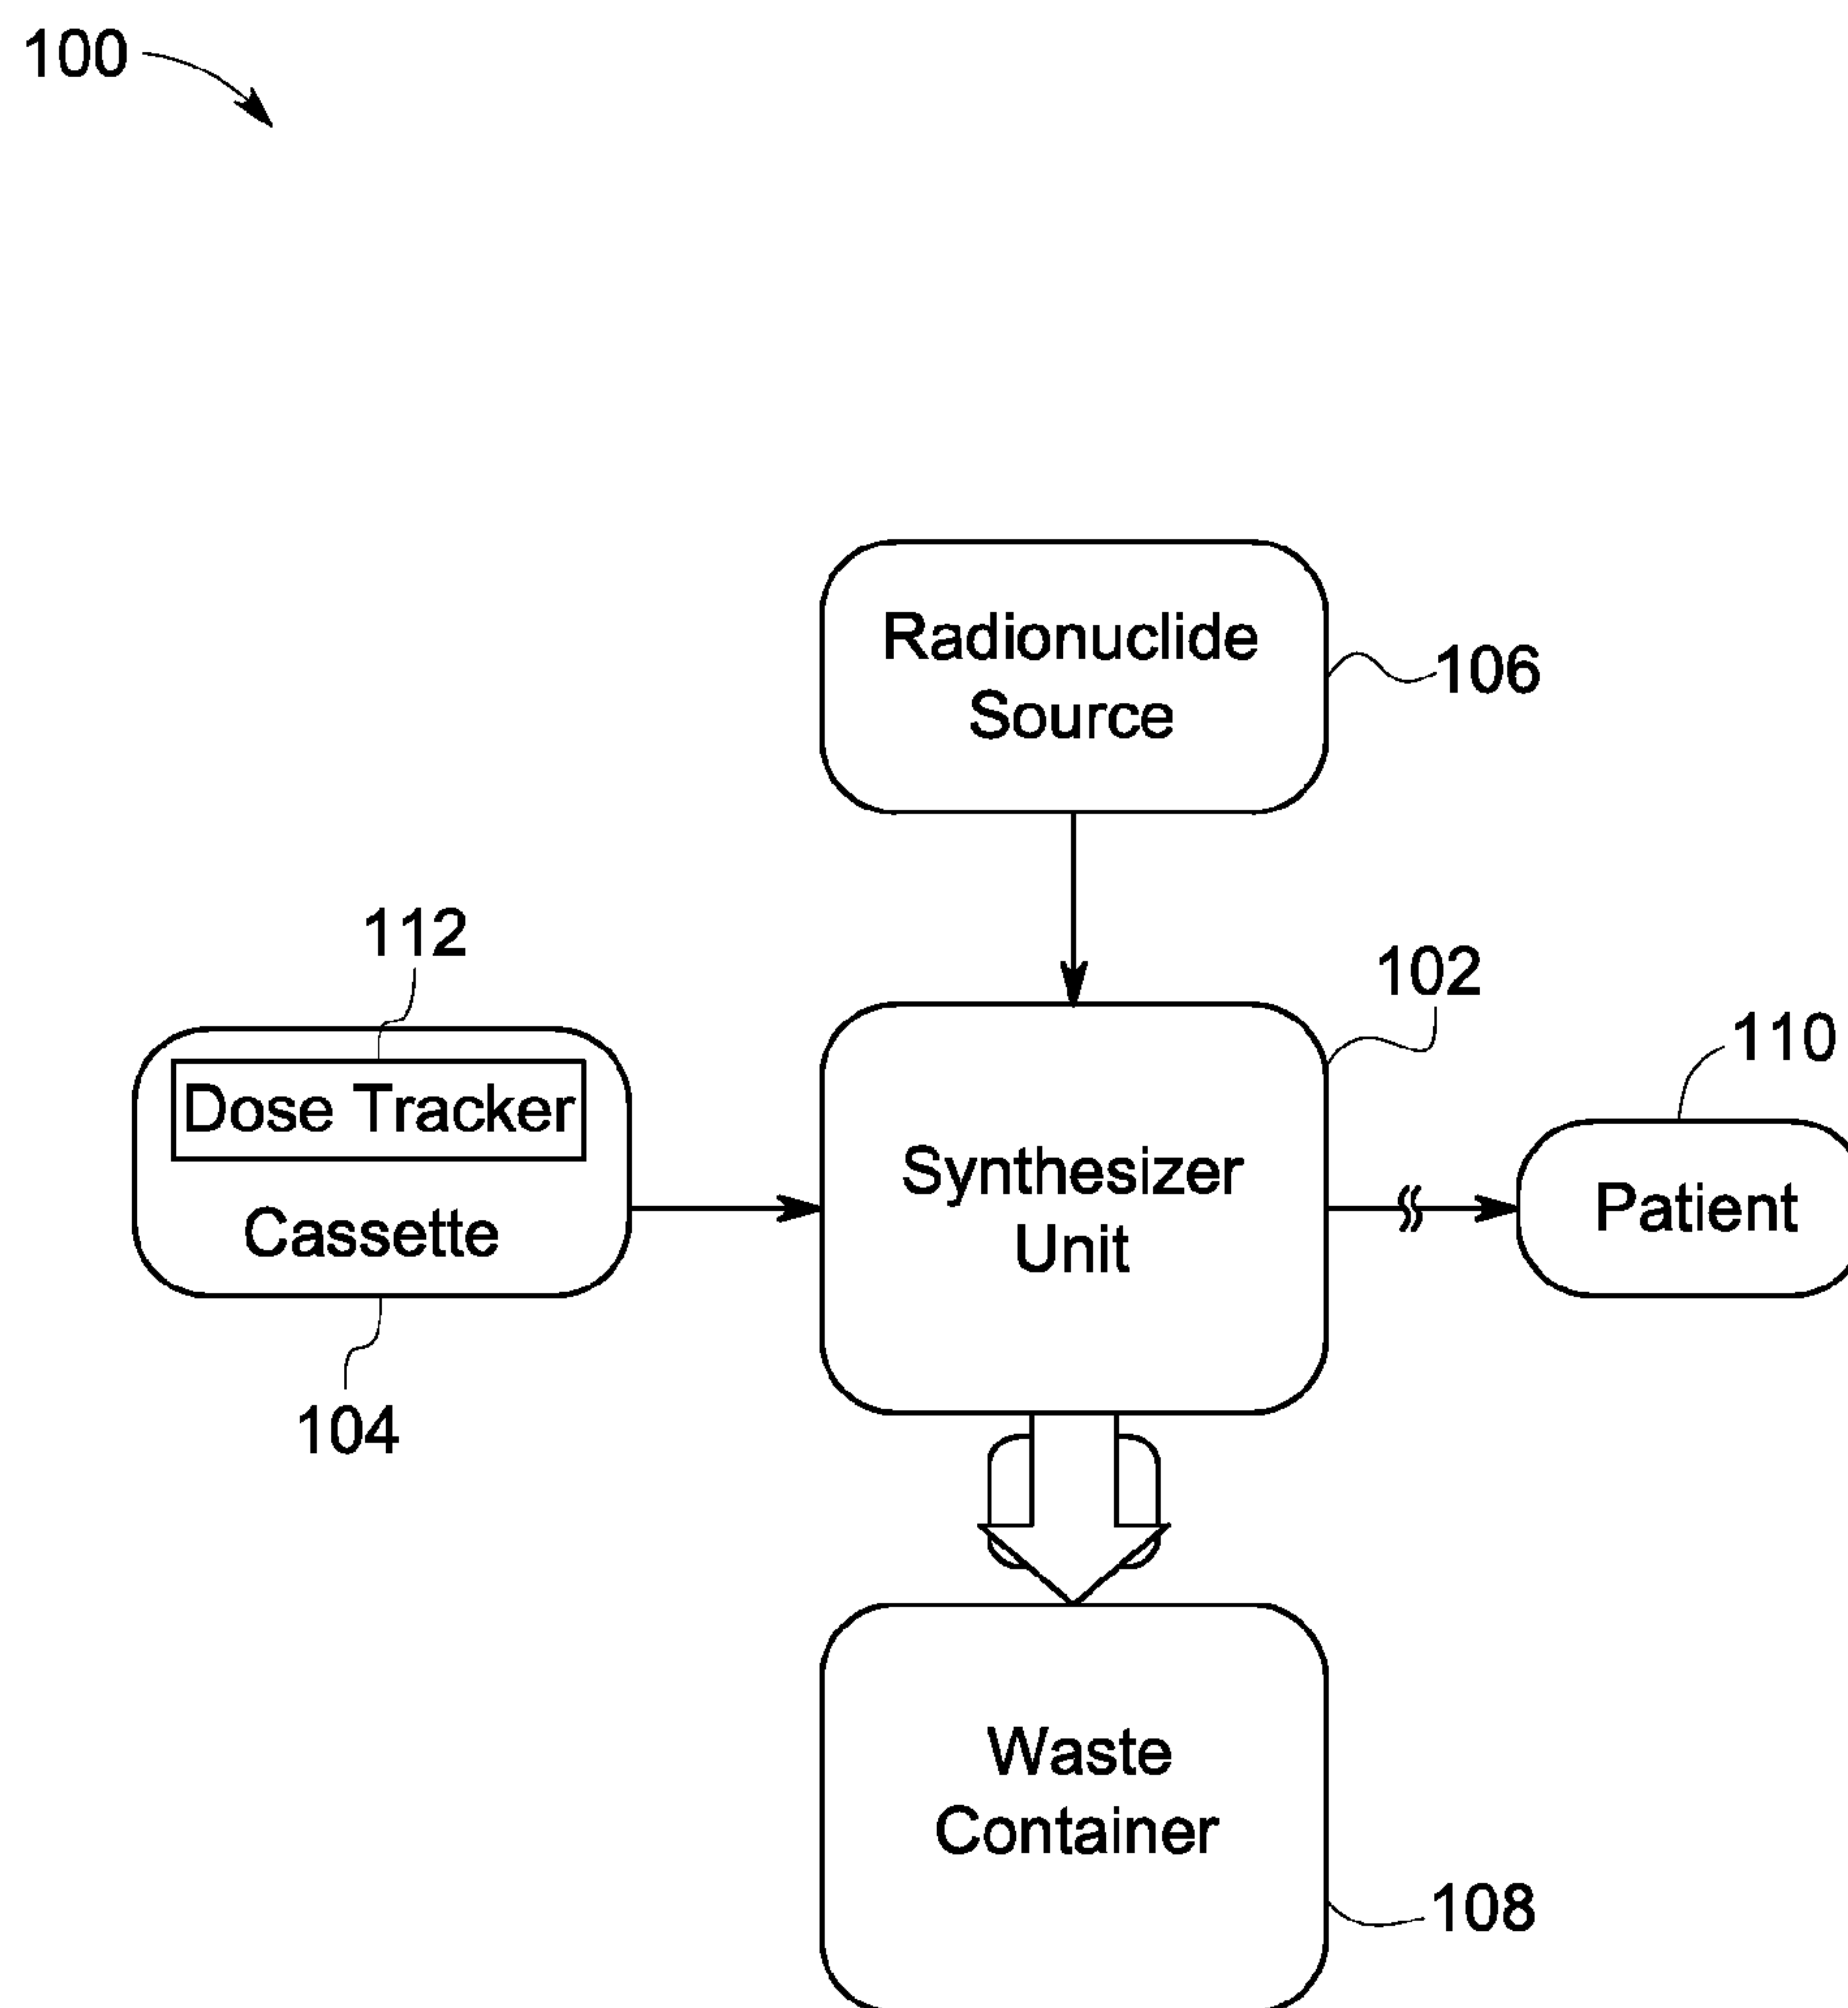 100
Radionuclide
Source
106
112
102
110
Dose Tracker
Cassette
Synthesizer
Unit
Patient
104
Waste
Container
108